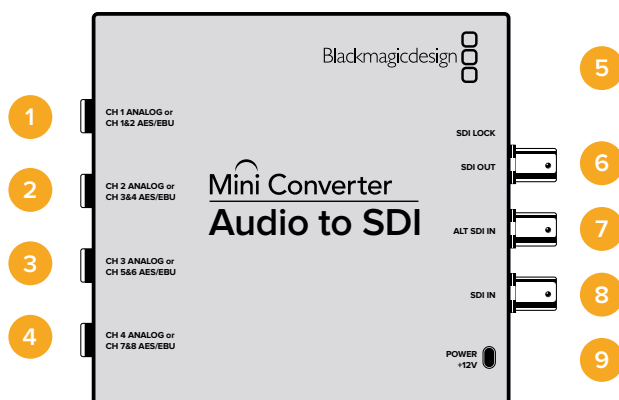 Blackmagicdesign
1
CH 1 ANALOG or
CH 1&2 AES/EBU
2
CH 2 ANALOG or
CH 3&4 AES/EBU
3
CH 3 ANALOG or
CH 5&6 AES/EBU
4
CH 4 ANALOG or
CH 7&8 AES/EBU
Mini Converter
Audio to SDI
5
SDI LOCK
SDI OUT
6
ALT SDI IN
7
SDI IN
8
POWER
+12V
9